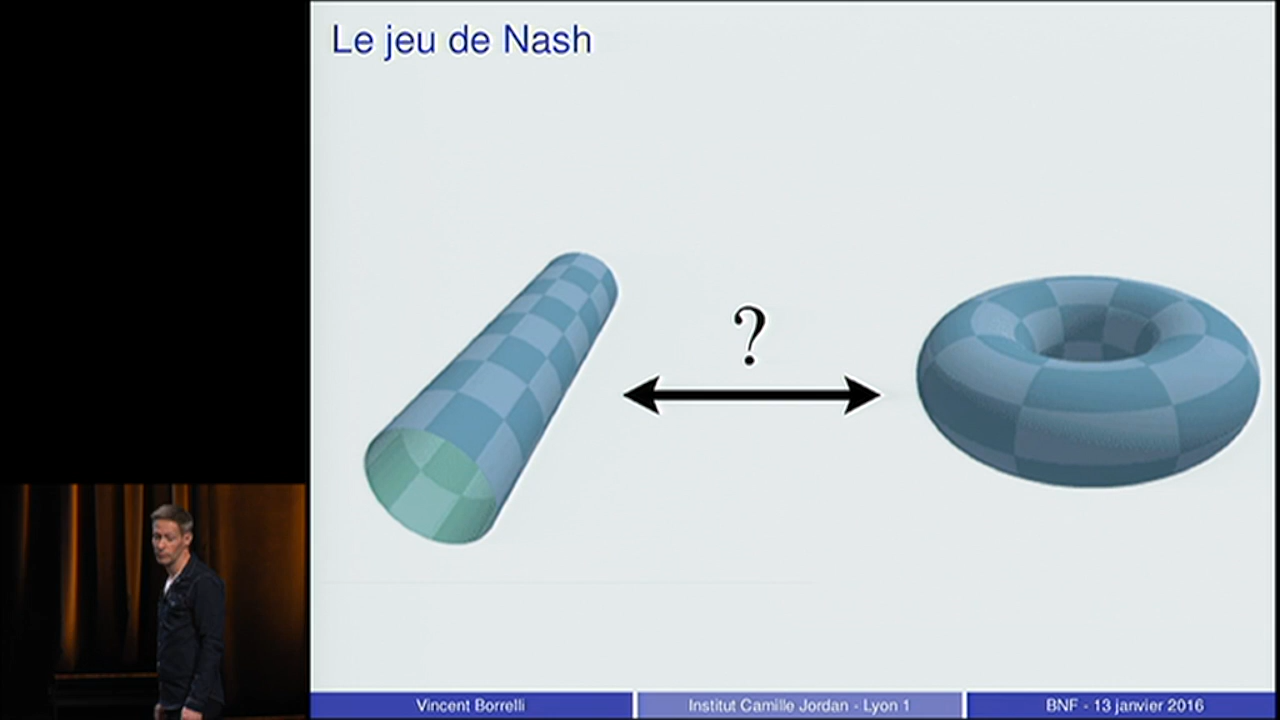 Le jeu de Nash
?
Vincent Borrelli
Institut Camille Jordan - Lyon 1
BNF - 13 janvier 2016